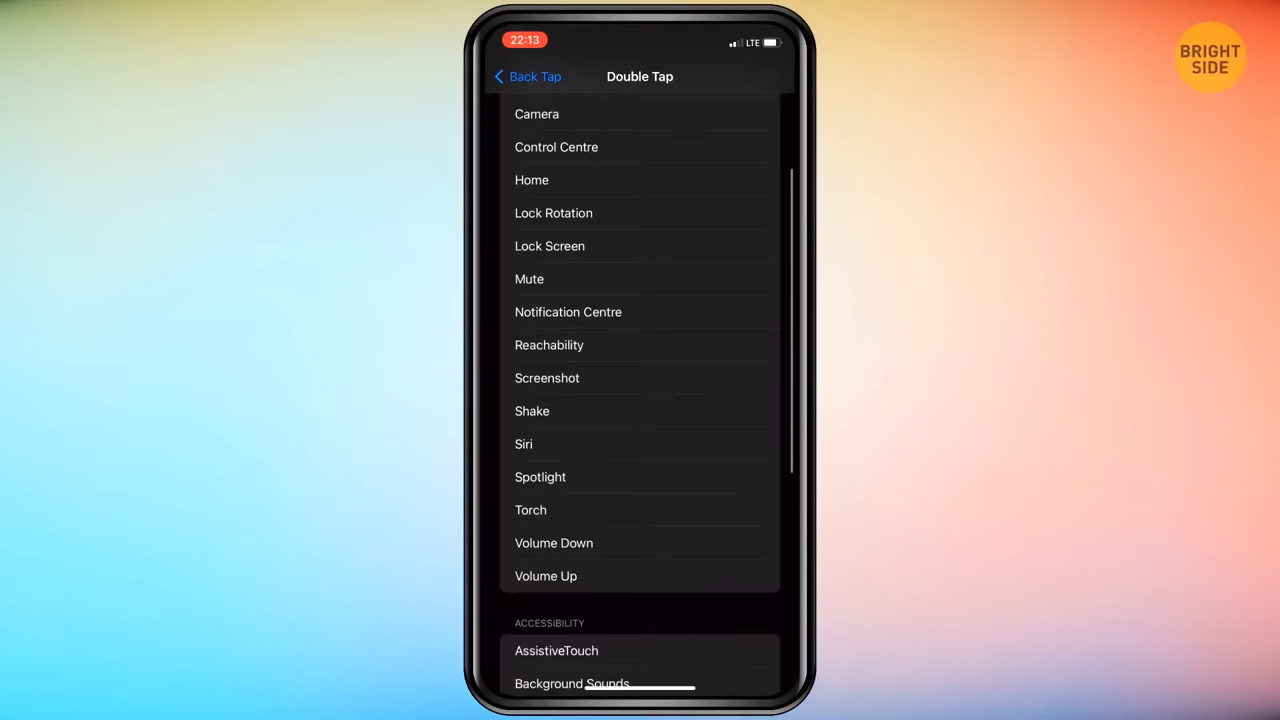 22:13
LTE
BRIGHT
SIDE
Back Tap
Double Tap
Camera
Control Centre
Home
Lock Rotation
Lock Screen
Mute
Notification Centre
Reachability
Screenshot
Shake
Siri
Spotlight
Torch
Volume Down
Volume Up
ACCESSIBILITY
AssistiveTouch
Background Sounds